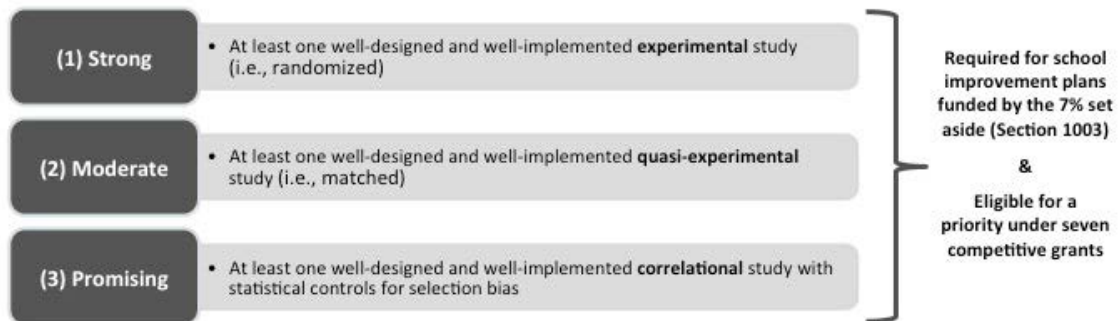 (1) Strong
• At least one well-designed and well-implemented experimental study
(i.e., randomized)
(2) Moderate
• At least one well-designed and well-implemented quasi-experimental
study (i.e., matched)
(3) Promising
• At least one well-designed and well-implemented correlational study with
statistical controls for selection bias
Required for school
improvement plans
funded by the 7% set
aside (Section 1003)
&
Eligible for a
priority under seven
competitive grants